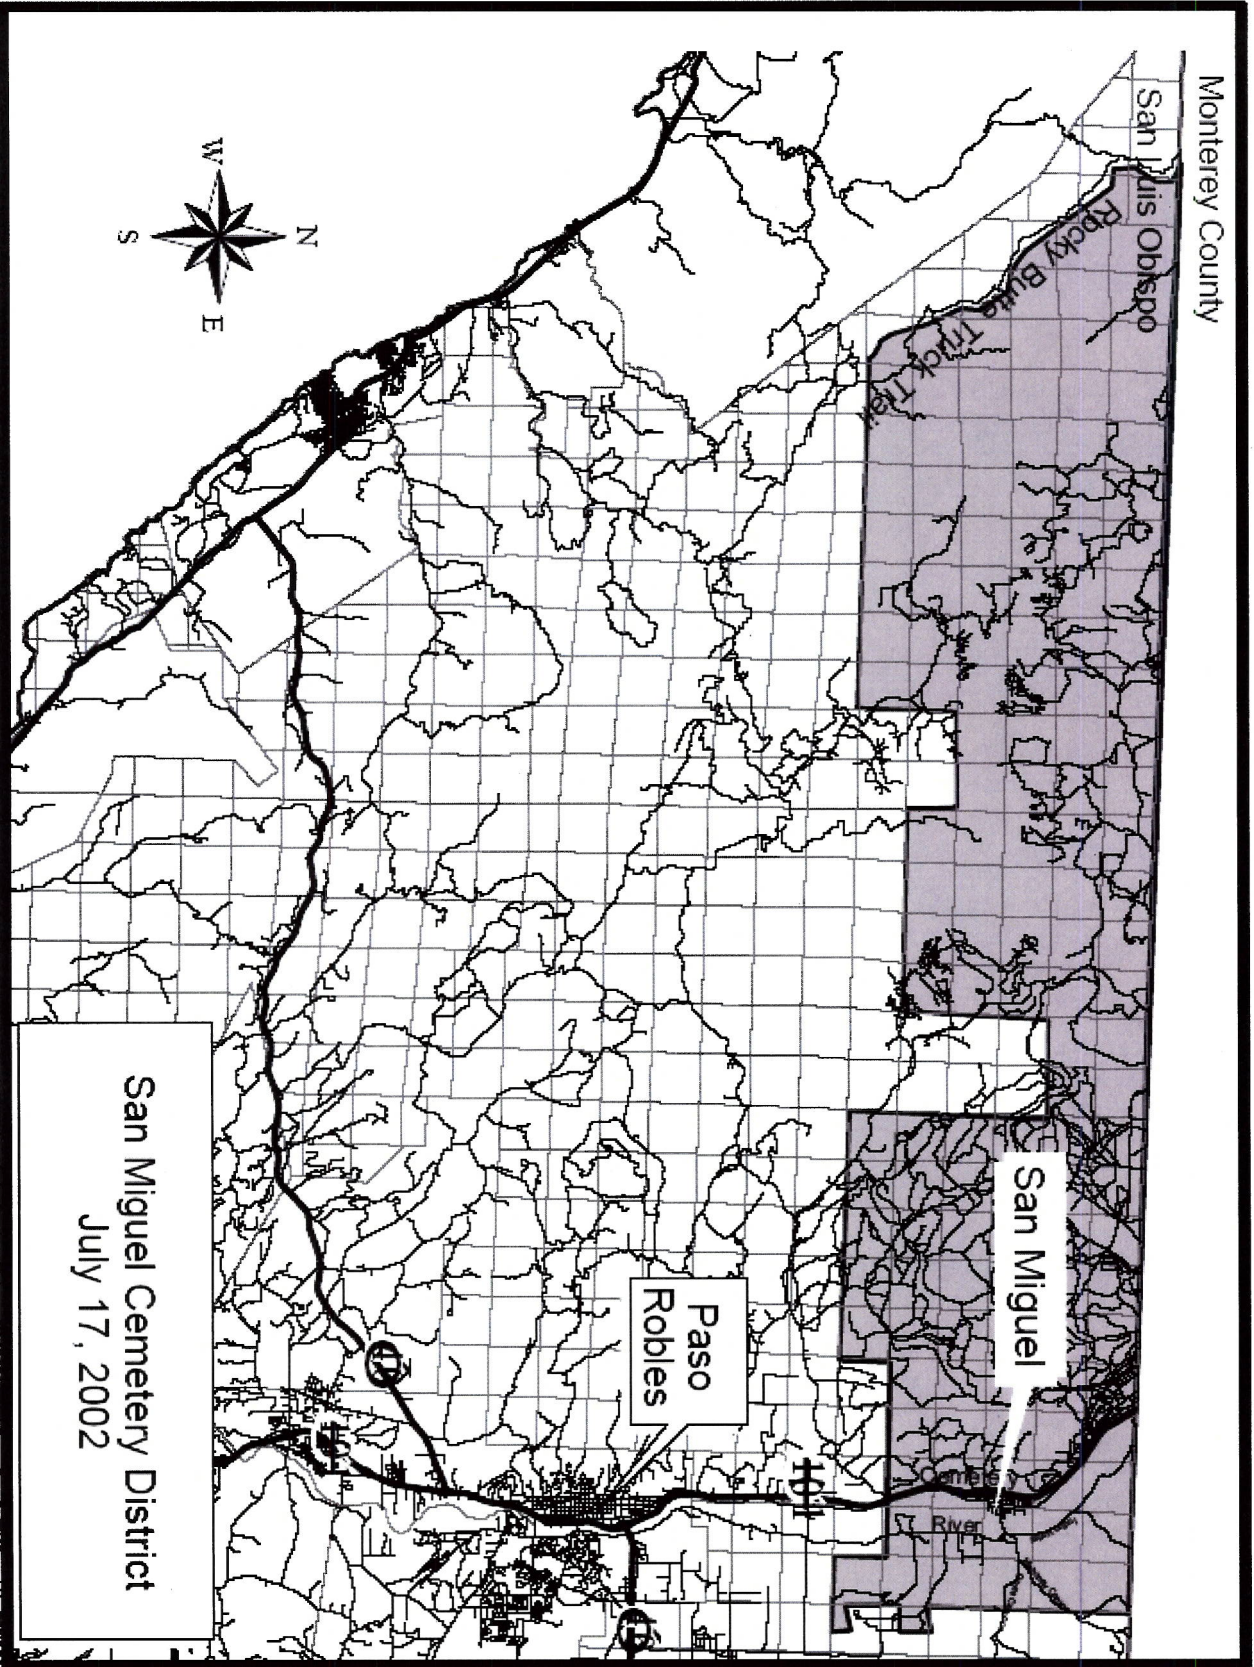 Monterey County
San Luis Obispo
Rocky Butte Truck Trail
San Miguel
Cemetery
River
101
Paso
Robles
N
W
E
S
San Miguel Cemetery District
July 17, 2002